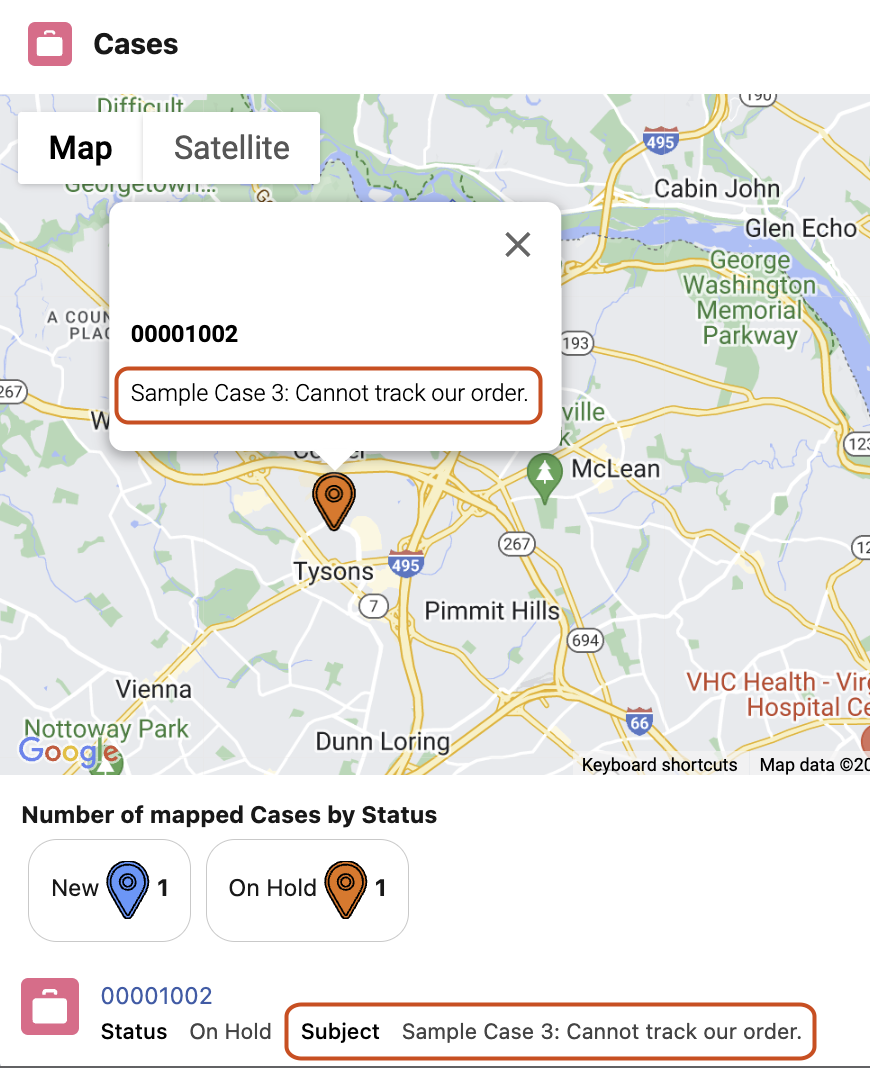 Cases
Difficult
190
Map
Satellite
Georgetown...
495
Cabin John
Glen Echo
George
Washington
Memorial
Parkway
A COUN
PLAC
00001002
193
267
Sample Case 3: Cannot track our order.
W
ville
k
123
McLean
267
Tysons
495
7
Pimmit Hills
694
Vienna
VHC Health - Vir
Hospital Ce
66
Nottoway Park
Google
Dunn Loring
Keyboard shortcuts
Map data ©20
Number of mapped Cases by Status
New 1
On Hold 1
00001002
Status On Hold Subject Sample Case 3: Cannot track our order.